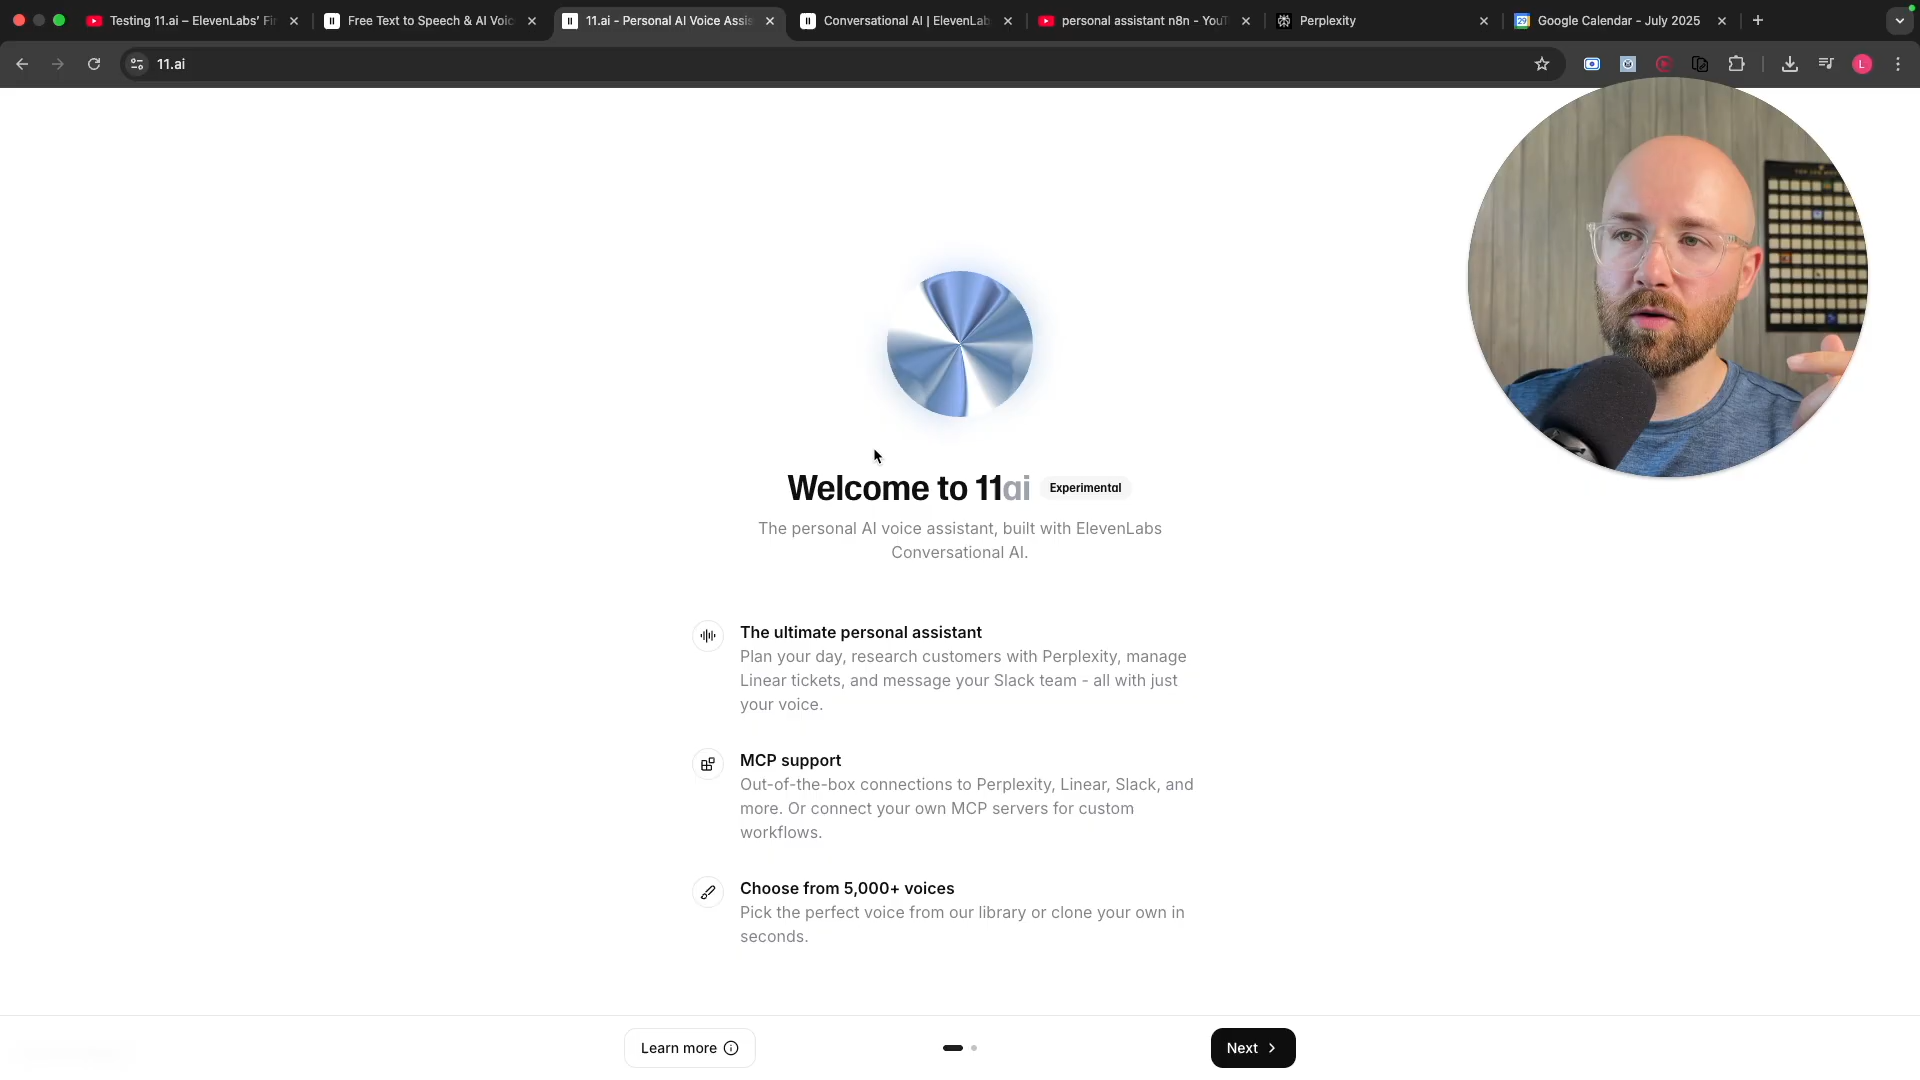 Testing 11.ai – ElevenLabs' Fir
Free Text to Speech & AI Voic
11.ai - Personal AI Voice Assis
Conversational AI | ElevenLab
personal assistant n8n - YouT
Perplexity
Google Calendar - July 2025
11.ai
L
Welcome to 11ai Experimental
The personal AI voice assistant, built with ElevenLabs
Conversational AI.
The ultimate personal assistant
Plan your day, research customers with Perplexity, manage
Linear tickets, and message your Slack team - all with just
your voice.
MCP support
Out-of-the-box connections to Perplexity, Linear, Slack, and
more. Or connect your own MCP servers for custom
workflows.
Choose from 5,000+ voices
Pick the perfect voice from our library or clone your own in
seconds.
Learn more
Next